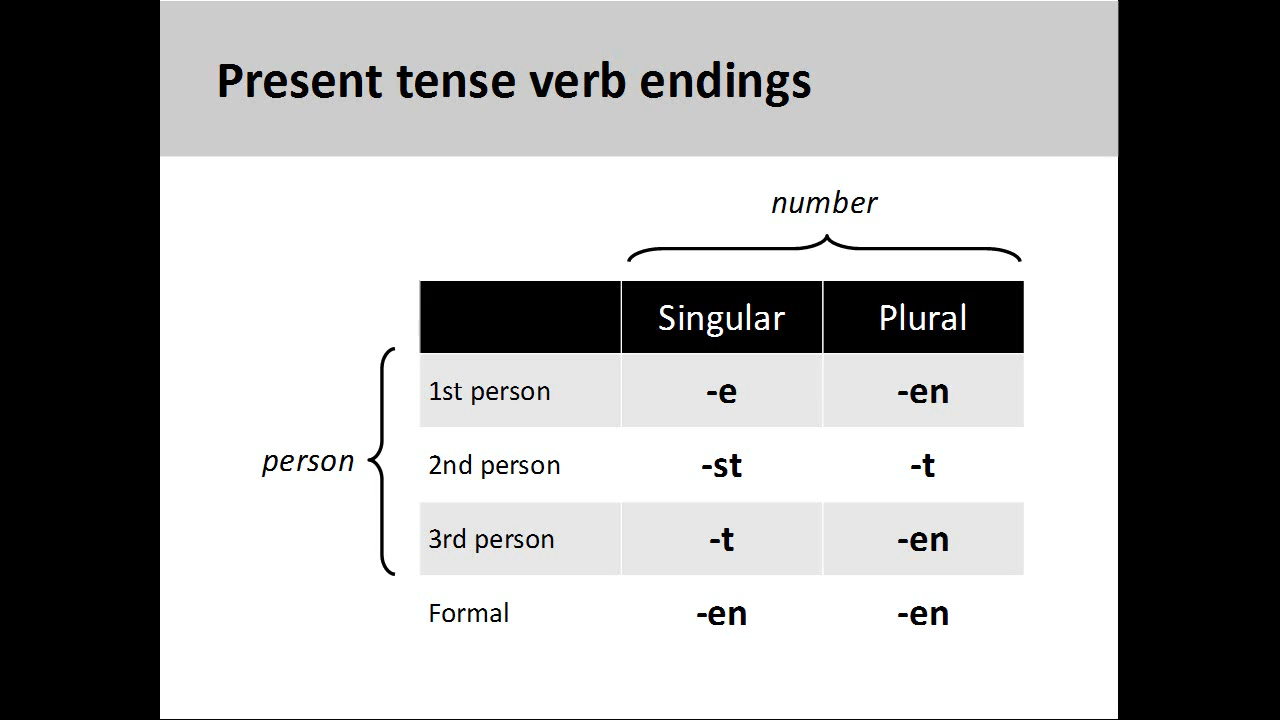 Present tense verb endings
number
Singular Plural
1st person -e -en
person
2nd person -st -t
3rd person -t -en
Formal -en -en